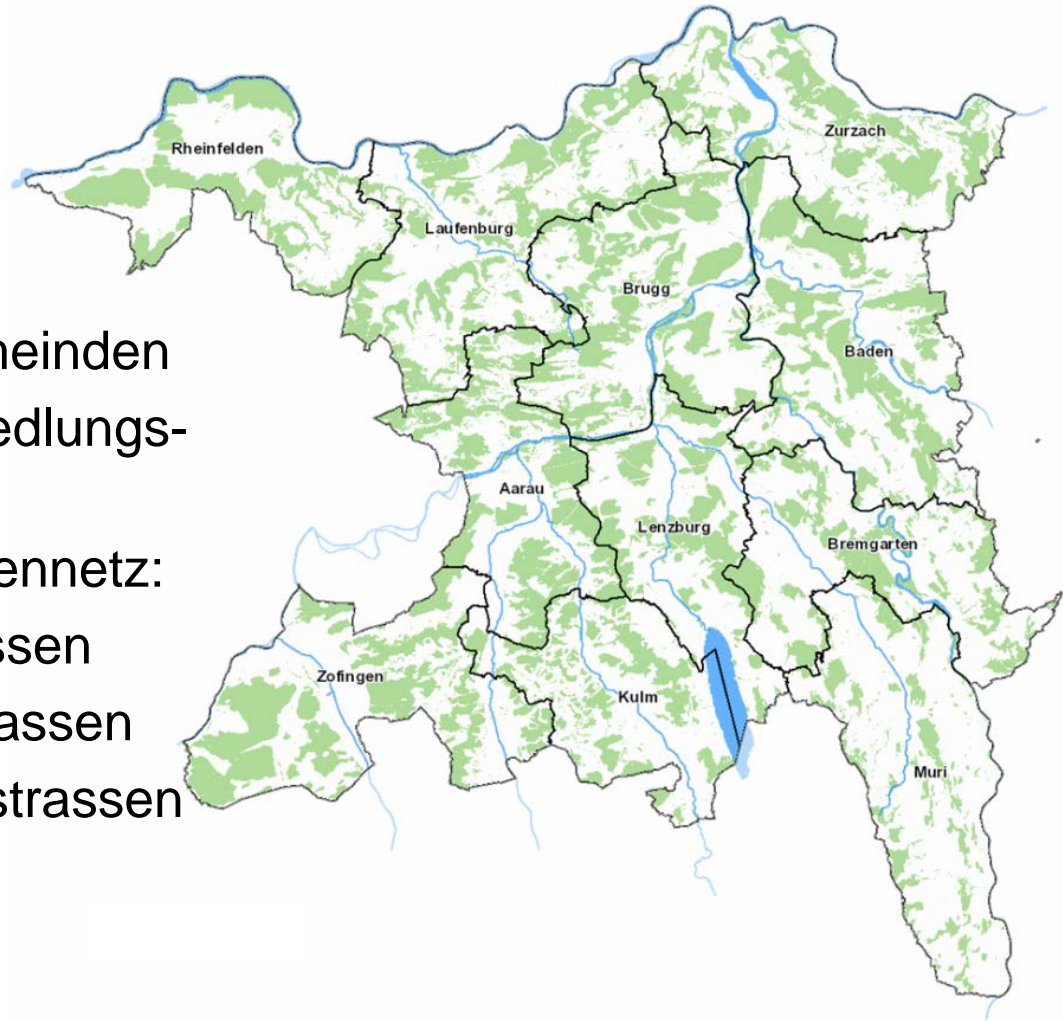 Zurzach
Rheinfelden
Laufenburg
Brugg
meinden
Baden
edlungs-
Aarau
Lenzburg
Bremgarten
ennetz:
ssen
Zofingen
Kulm
assen
Muri
strassen